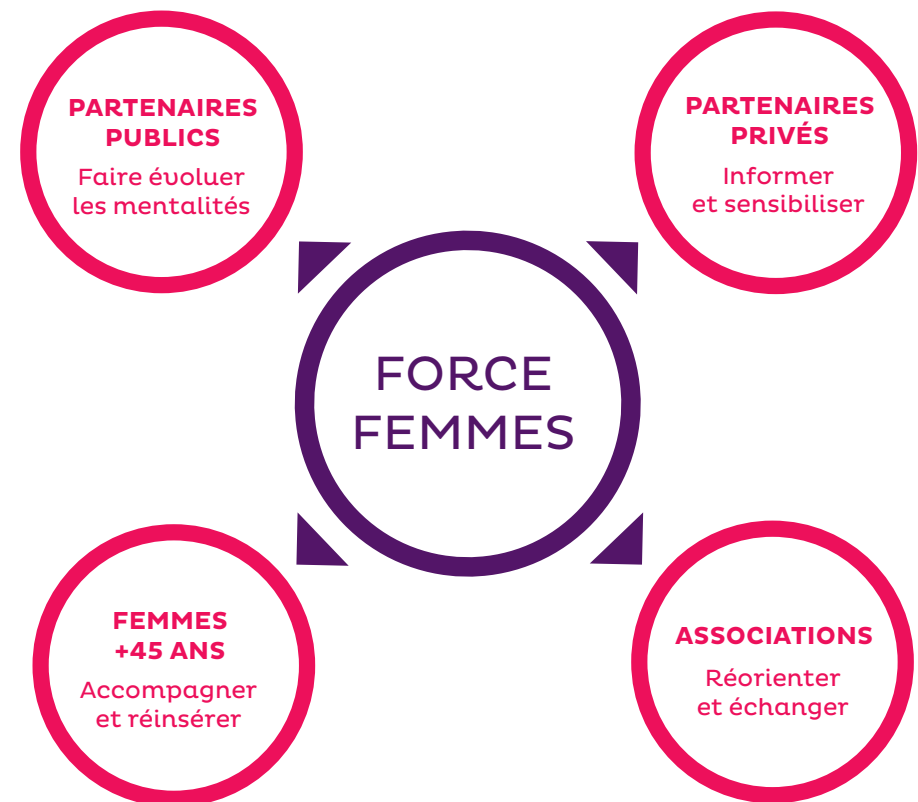 PARTENAIRES
PUBLICS
Faire évoluer
les mentalités
PARTENAIRES
PRIVÉS
Informer
et sensibiliser
FORCE
FEMMES
FEMMES
+45 ANS
Accompagner
et réinsérer
ASSOCIATIONS
Réorienter
et échanger